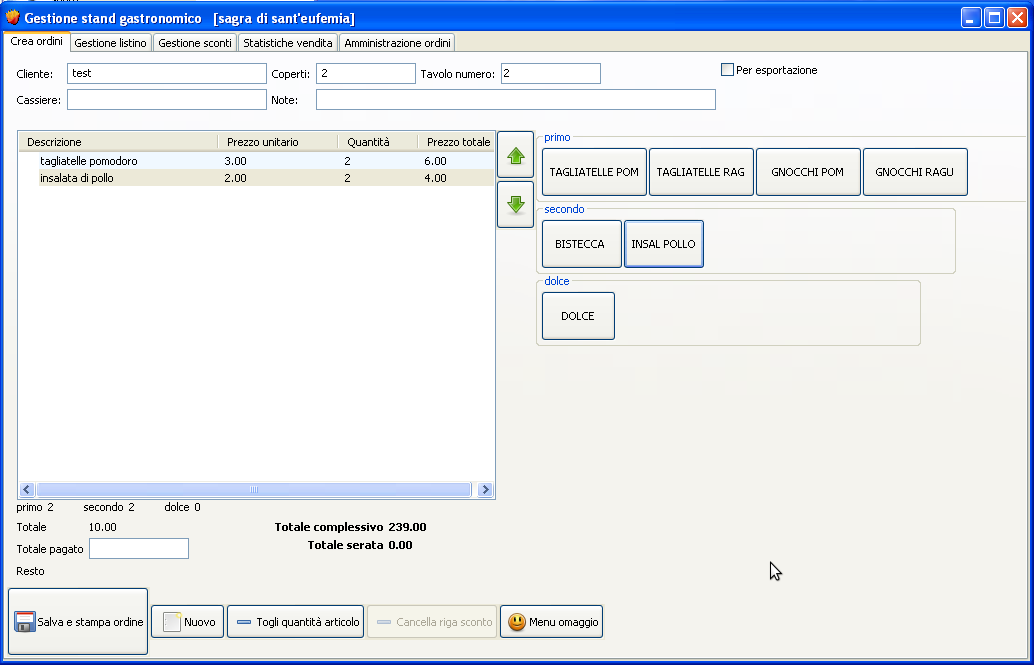 Gestione stand gastronomico [sagra di sant'eufemia]
Crea ordini Gestione listino Gestione sconti Statistiche vendita Amministrazione ordini
Cliente: test Coperti: 2 Tavolo numero: 2 Per esportazione
Cassiere: Note:
Descrizione Prezzo unitario Quantità Prezzo totale
tagliatelle pomodoro 3.00 2 6.00
insalata di pollo 2.00 2 4.00
primo
TAGLIATELLE POM TAGLIATELLE RAG GNOCCHI POM GNOCCHI RAGU
secondo
BISTECCA INSAL POLLO
dolce
DOLCE
primo 2 secondo 2 dolce 0
Totale 10.00 Totale complessivo 239.00
Totale serata 0.00
Totale pagato
Resto
Salva e stampa ordine Nuovo Togli quantità articolo Cancella riga sconto Menu omaggio